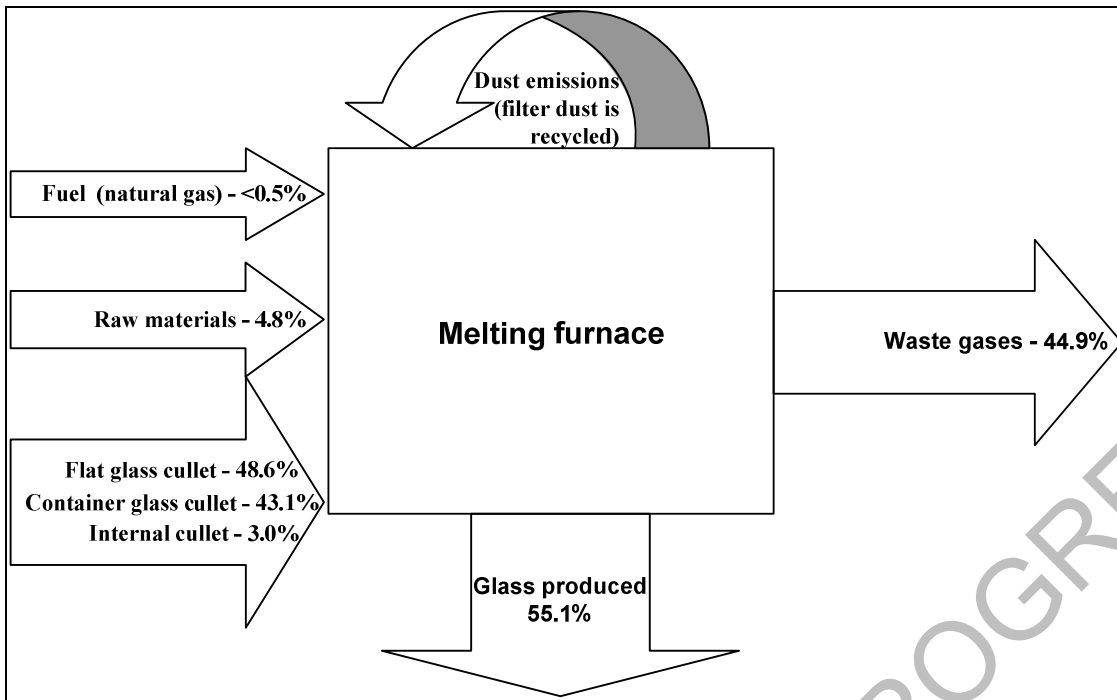 Dust emissions
(filter dust is
recycled)
Fuel (natural gas) - <0.5%
Raw materials - 4.8%
Melting furnace
Waste gases - 44.9%
Flat glass cullet - 48.6%
Container glass cullet - 43.1%
Internal cullet - 3.0%
Glass produced
55.1%